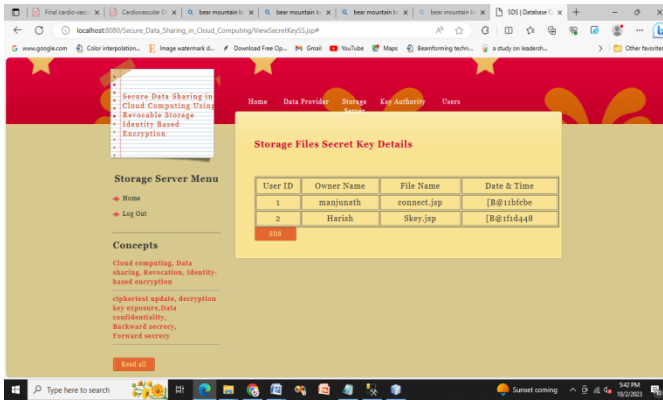 Final cardio vasc
Cardiovascular D
bear mountain b
bear mountain b
bear mountain b
bear mountain b
SDS | Database C
localhost:8080/Secure_Data_Sharing_in_Cloud_Computing/ViewSecretKeySS.jsp#
www.google.com
Color interpolation...
Image watermark d...
Download Free Op...
Gmail
YouTube
Maps
Beamforming techn...
a study on leadersh...
Other favorites
Secure Data Sharing in
Cloud Computing Using
Revocable Storage
Identity Based
Encryption
Home Data Provider Storage Key Authority Users
Server
Storage Files Secret Key Details
User ID Owner Name File Name Date & Time
1 manjunath connect.jsp [B@11bfcbe
2 Harish Skey.jsp [B@1f1d448
SDS
Storage Server Menu
Home
Log Out
Concepts
Cloud computing, Data
sharing, Revocation, Identity-
based encryption
ciphertext update, decryption
key exposure,Data
confidentiality,
Backward secrecy,
Forward secrecy
Read all
Type here to search
Sunset coming
5:42 PM
10/2/2023